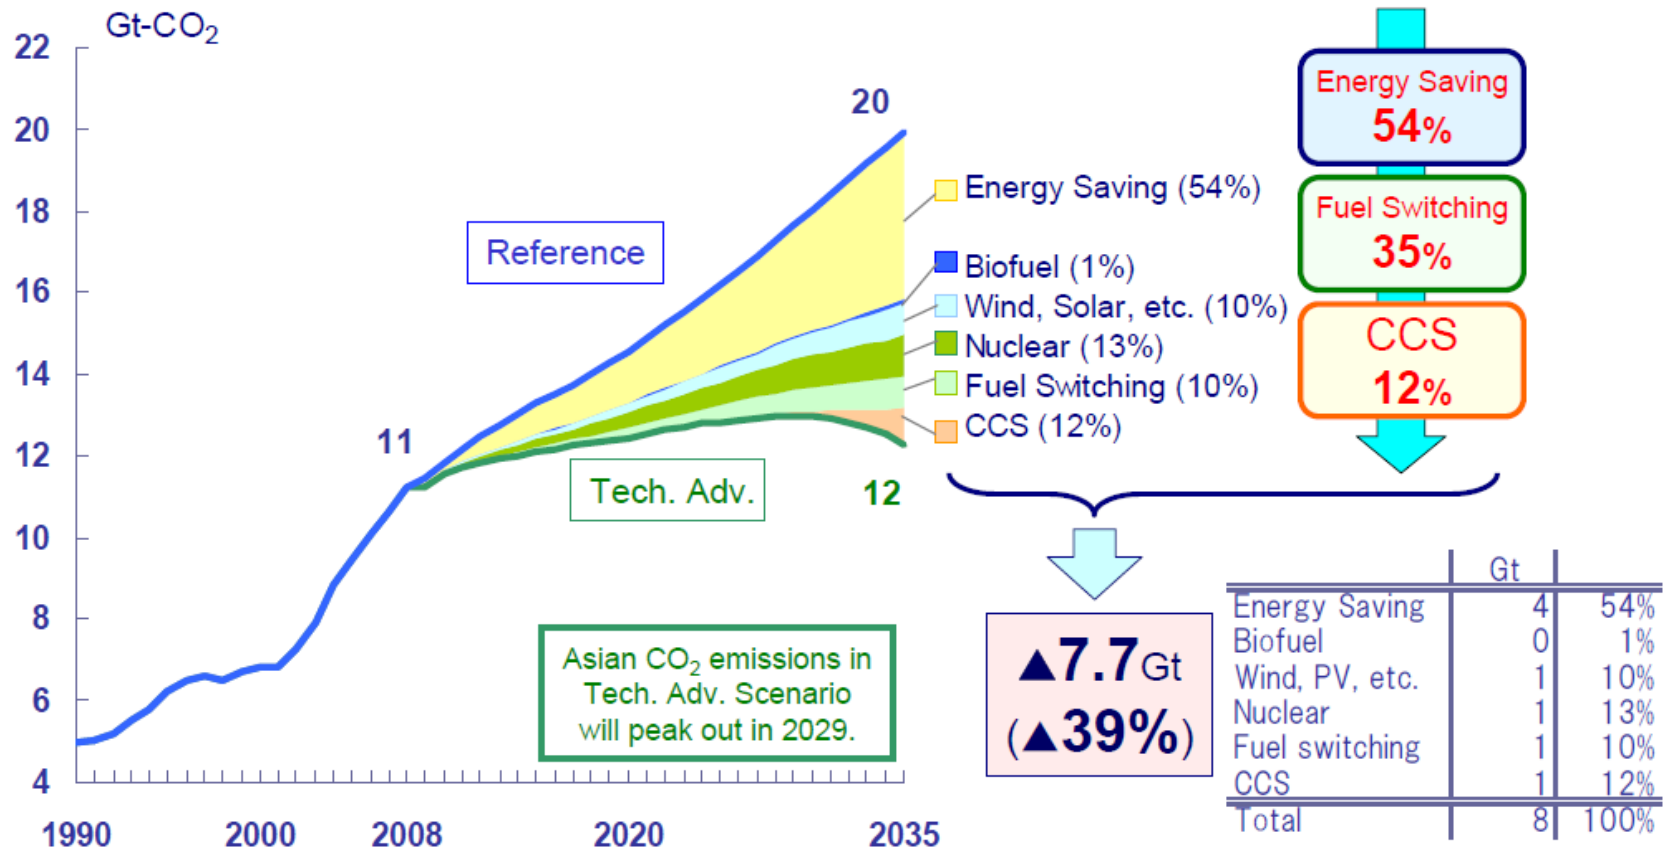 Gt-CO₂
22
20
18
16
14
12
10
8
6
4
1990
2000
2008
2020
2035
11
20
12
Reference
Tech. Adv.
Asian CO₂ emissions in
Tech. Adv. Scenario
will peak out in 2029.
Energy Saving (54%)
Biofuel (1%)
Wind, Solar, etc. (10%)
Nuclear (13%)
Fuel Switching (10%)
CCS (12%)
Energy Saving
54%
Fuel Switching
35%
CCS
12%
▲7.7Gt
(▲39%)
Gt
Energy Saving 4 54%
Biofuel 0 1%
Wind, PV, etc. 1 10%
Nuclear 1 13%
Fuel switching 1 10%
CCS 1 12%
Total 8 100%